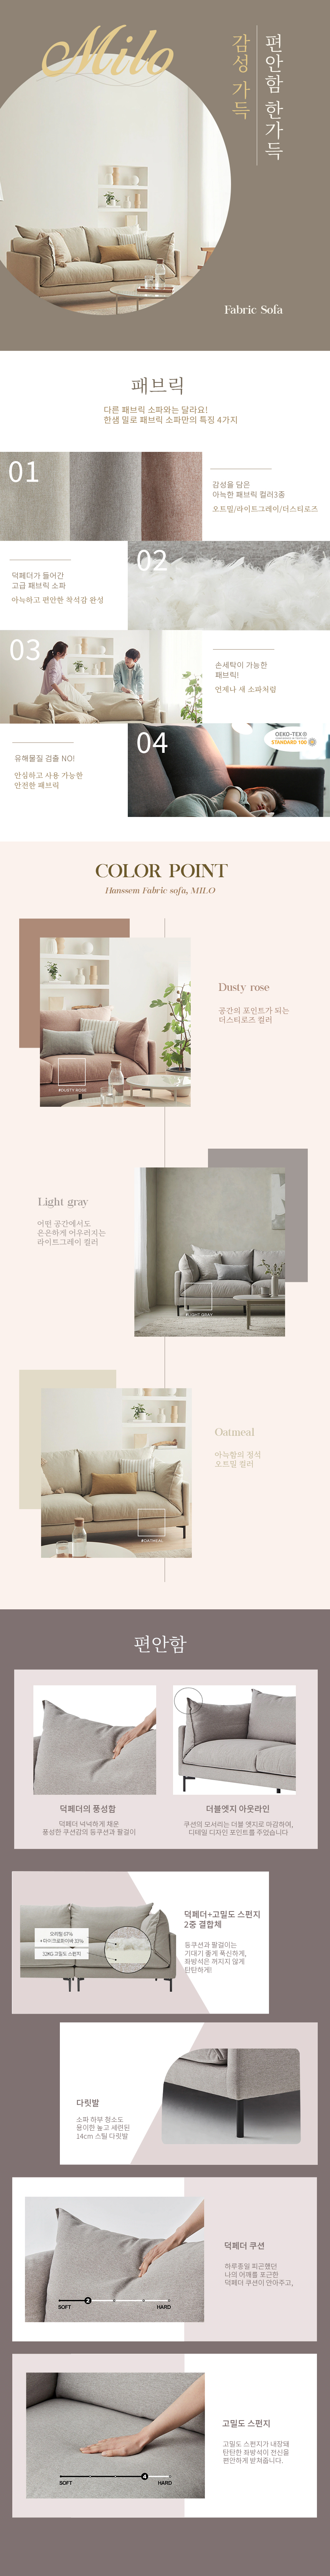 Milo
편안함 한가득
감성 가득
Fabric Sofa
패브릭
다른 패브릭 소파와는 달라요!
한샘 밀로 패브릭 소파만의 특징 4가지
01
감성을 담은
아늑한 패브릭 컬러3종
오트밀/라이트그레이/더스티로즈
02
덕페더가 들어간
고급 패브릭 소파
아늑하고 편안한 착석감 완성
03
손세탁이 가능한
패브릭!
언제나 새 소파처럼
04
OEKO-TEX®
STANDARD 100
유해물질 검출 NO!
안심하고 사용 가능한
안전한 패브릭
COLOR POINT
Hanssem Fabric sofa, MILO
Dusty rose
공간의 포인트가 되는
더스티로즈 컬러
#DUSTY ROSE
Light gray
어떤 공간에서도
은은하게 어우러지는
라이트그레이 컬러
#LIGHT GRAY
Oatmeal
아늑함의 정석
오트밀 컬러
#OATMEAL
편안함
덕페더의 풍성함
덕페더 넉넉하게 채운
풍성한 쿠션감의 등쿠션과 팔걸이
더블엣지 아웃라인
쿠션의 모서리는 더블 엣지로 마감하여,
디테일 디자인 포인트를 주었습니다
덕페더+고밀도 스펀지
2중 결합체
등쿠션과 팔걸이는
기대기 좋게 폭신하게,
좌방석은 꺼지지 않게
탄탄하게!
다릿발
소파 하부 청소도
용이한 높고 세련된
14cm 스틸 다릿발
덕페더 쿠션
하루종일 피곤했던
나의 어깨를 포근한
덕페더 쿠션이 안아주고,
SOFT
2
HARD
고밀도 스펀지
고밀도 스펀지가 내장돼
탄탄한 좌방석이 전신을
편안하게 받쳐줍니다.
SOFT
4
HARD